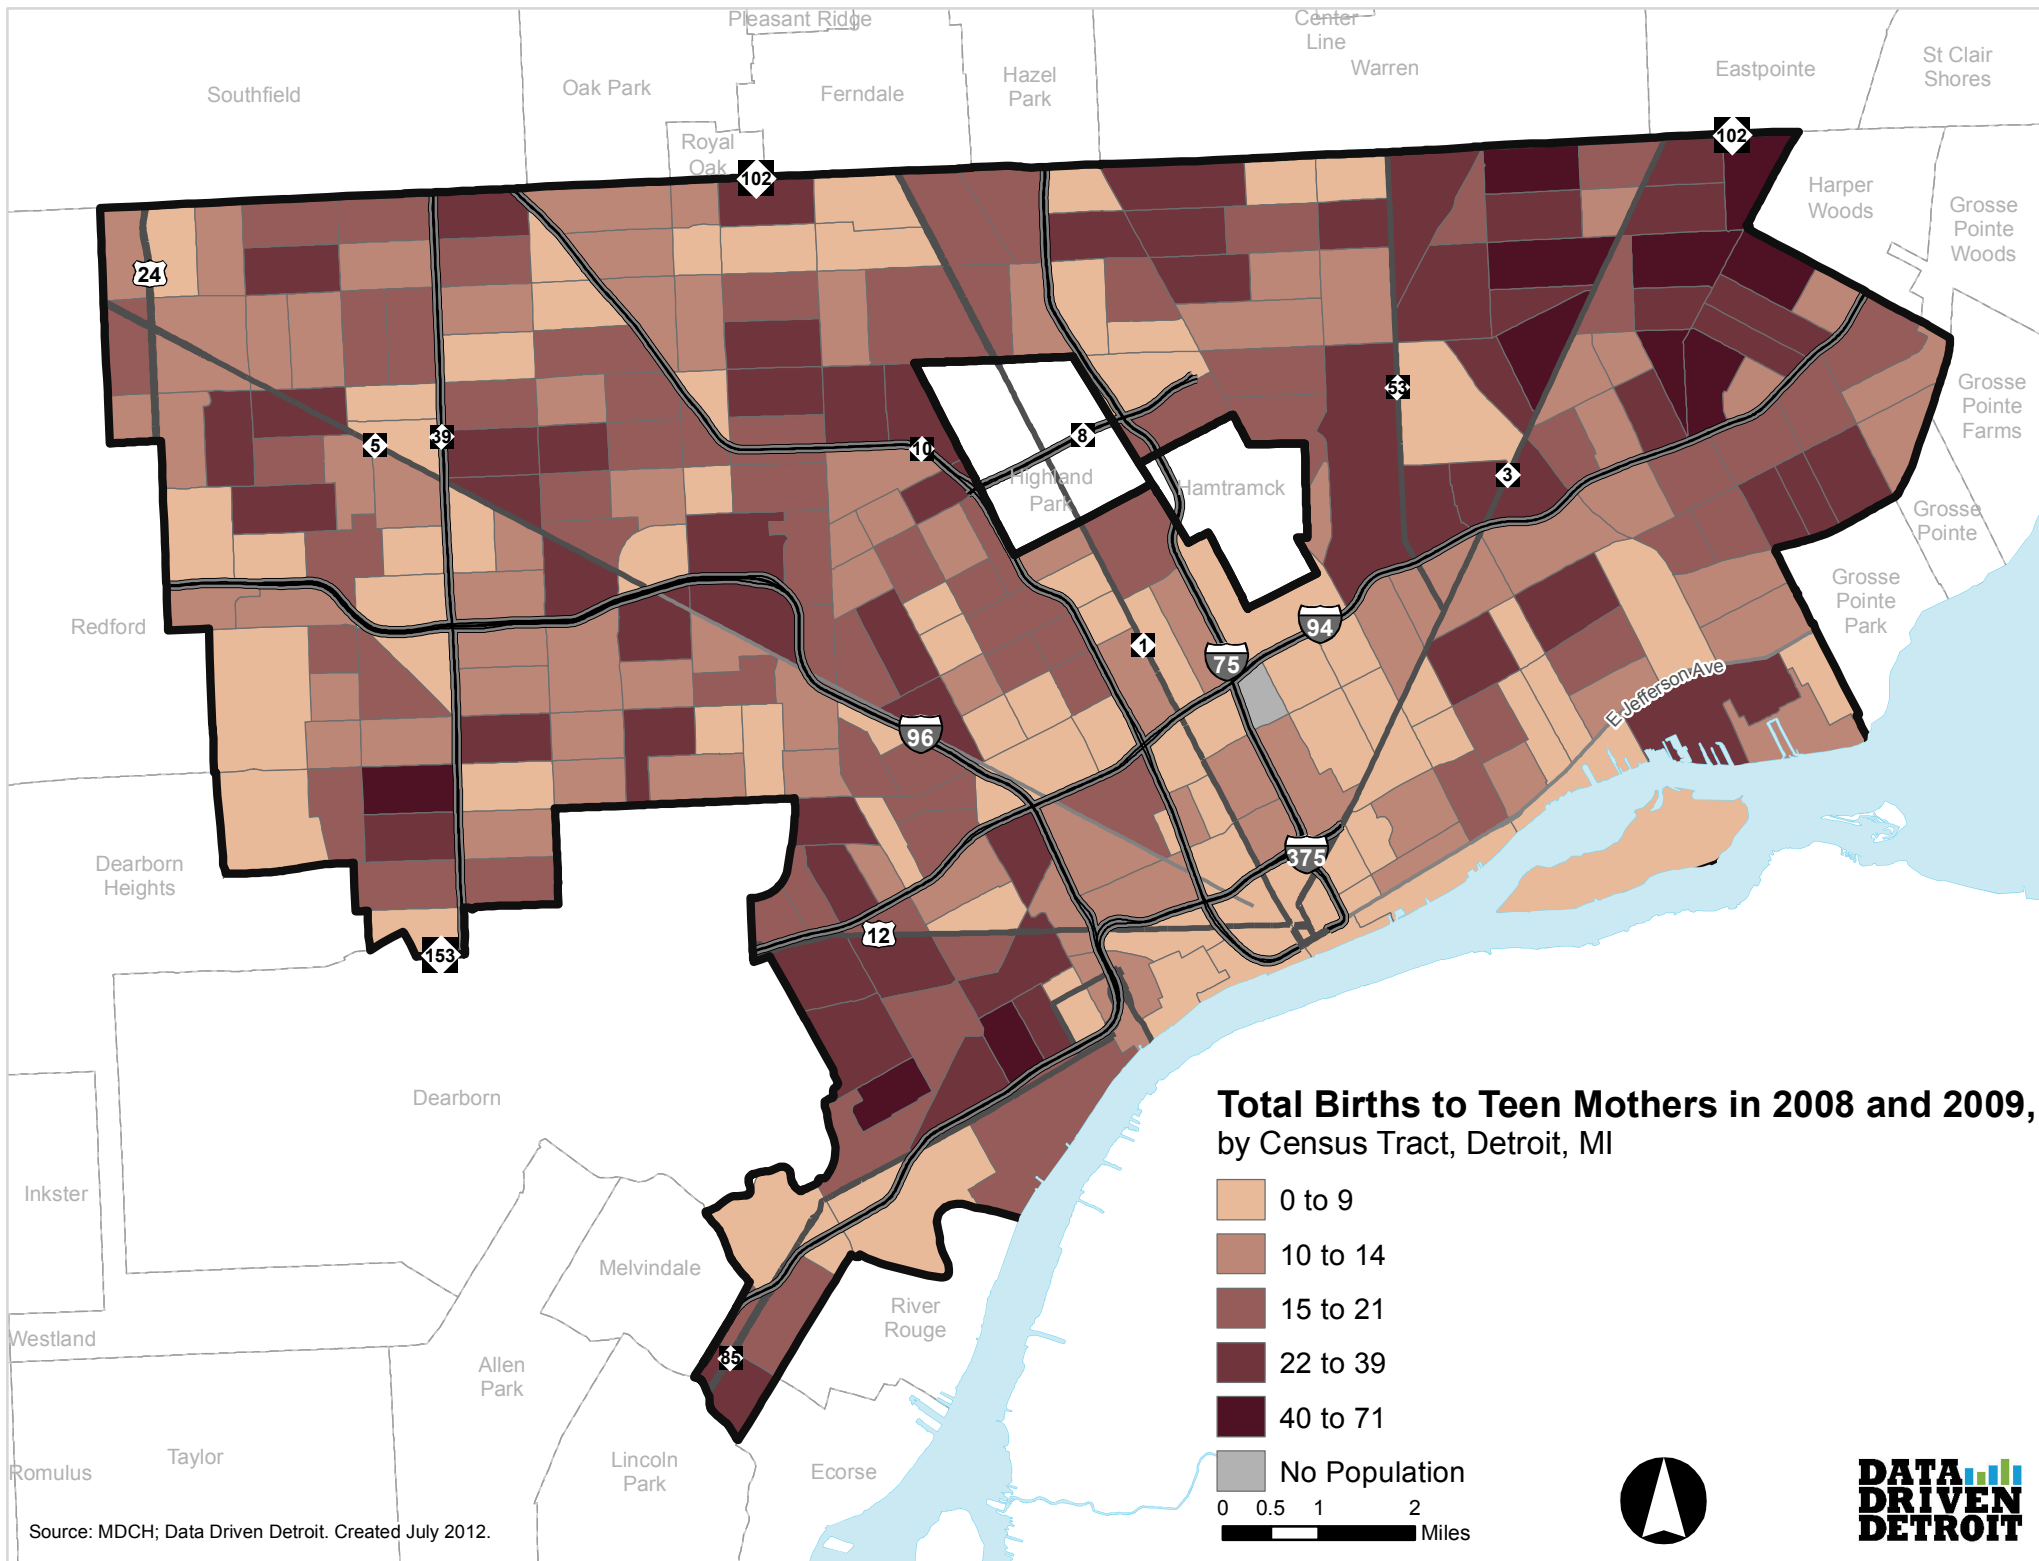 Pleasant Ridge
Center
Line
Southfield
Oak Park
Ferndale
Hazel
Park
Warren
Eastpointe
St Clair
Shores
Royal
Oak
102
102
Harper
Woods
Grosse
Pointe
Woods
24
Grosse
Pointe
Farms
53
5
39
10
8
3
Highland
Park
Hamtramck
Grosse
Pointe
Grosse
Pointe
Park
Redford
94
1
75
E Jefferson Ave
96
375
Dearborn
Heights
12
153
Dearborn
Inkster
Melvindale
River
Rouge
Westland
Allen
Park
85
Taylor
Romulus
Lincoln
Park
Ecorse
Total Births to Teen Mothers in 2008 and 2009,
by Census Tract, Detroit, MI
0 to 9
10 to 14
15 to 21
22 to 39
40 to 71
No Population
0 0.5 1 2
Miles
DATA
DRIVEN
DETROIT
Source: MDCH; Data Driven Detroit. Created July 2012.